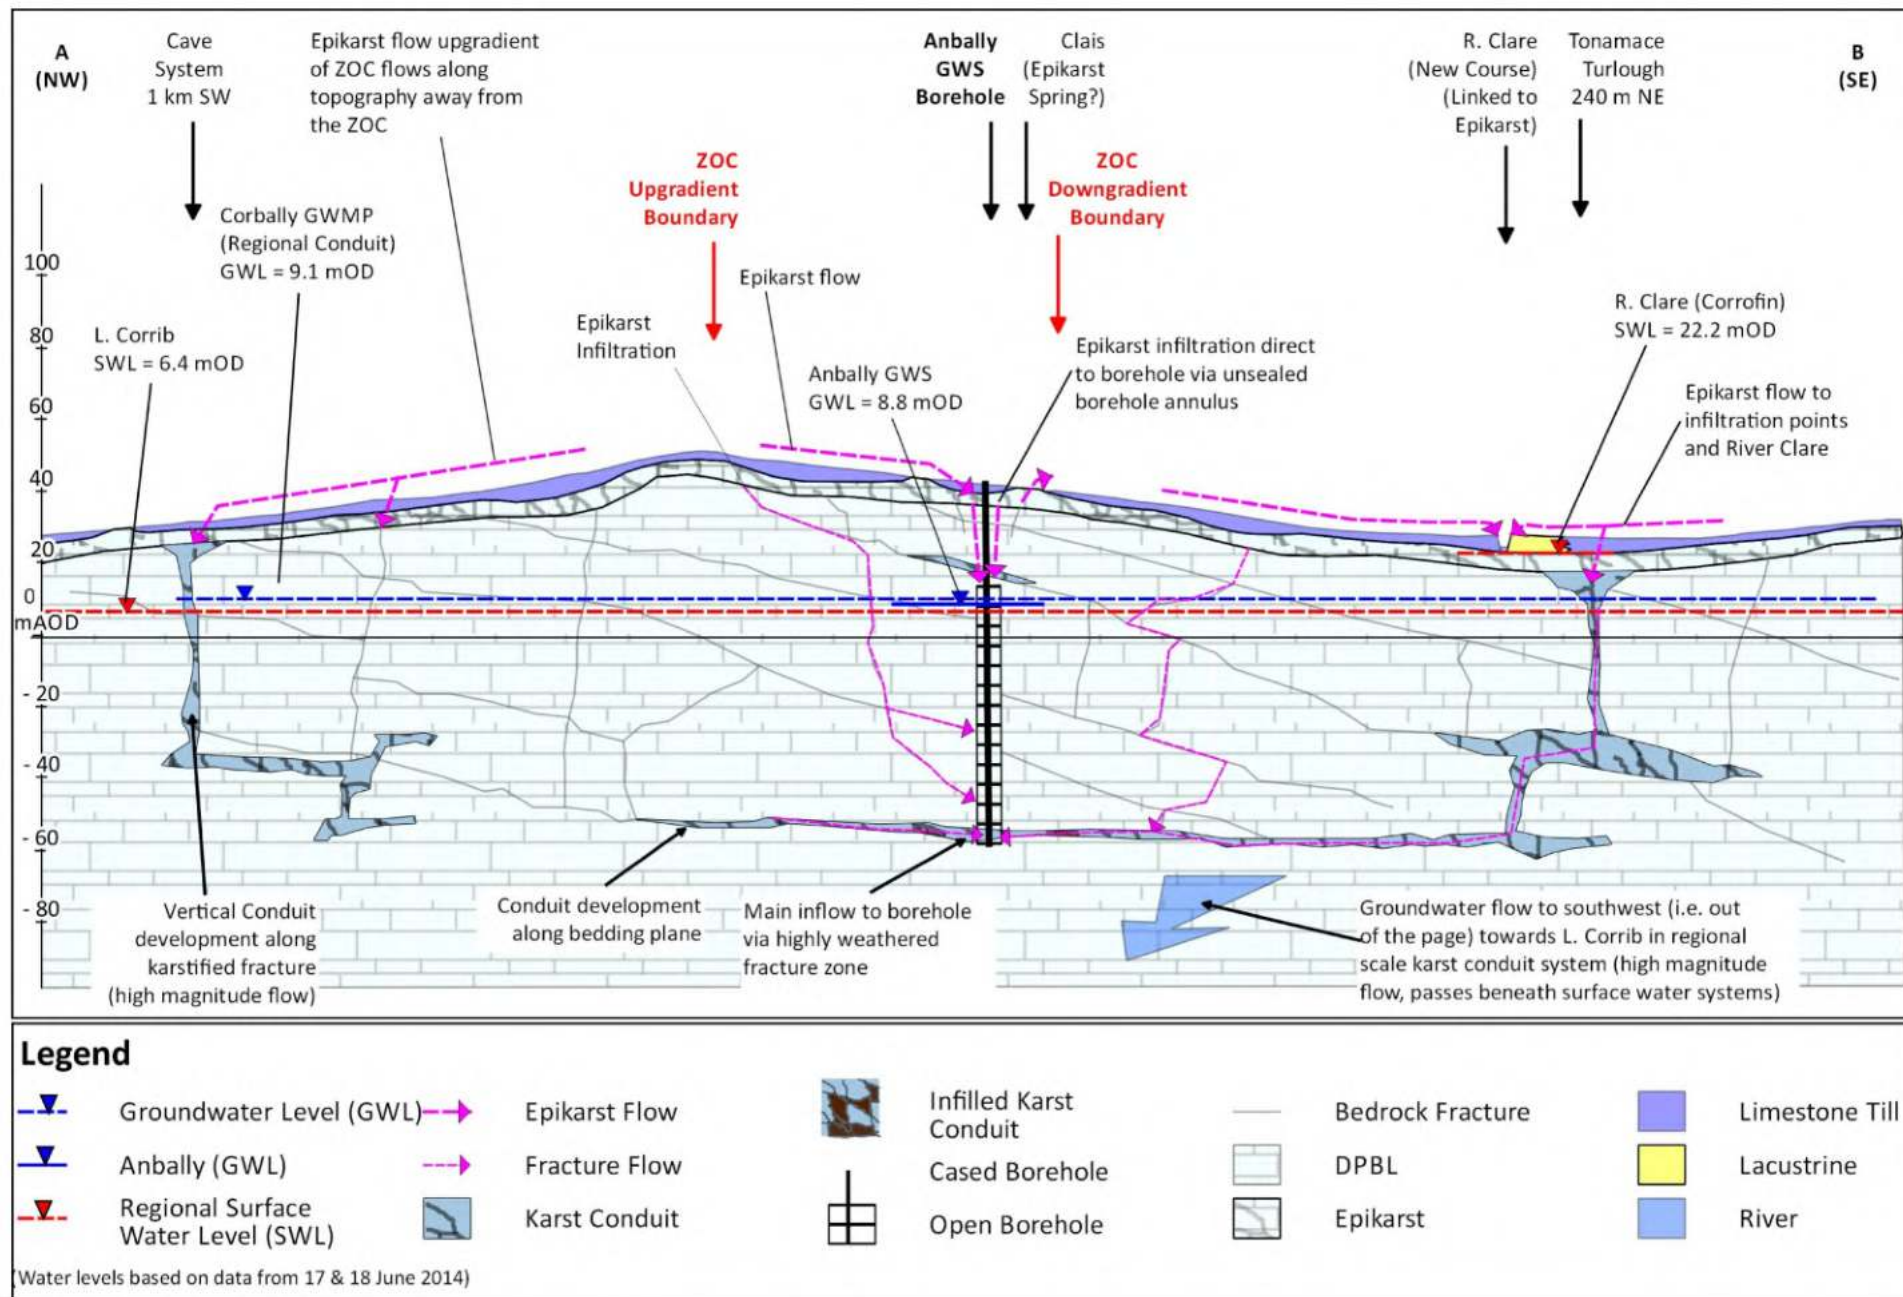 A
(NW)
Cave
System
1 km SW
Epikarst flow upgradient
of ZOC flows along
topography away from
the ZOC
Anbally
GWS
Borehole
Clais
(Epikarst
Spring?)
R. Clare
(New Course)
(Linked to
Epikarst)
Tonamace
Turlough
240 m NE
B
(SE)
ZOC
Upgradient
Boundary
ZOC
Downgradient
Boundary
Corbally GWMP
(Regional Conduit)
GWL = 9.1 mOD
L. Corrib
SWL = 6.4 mOD
Epikarst
Infiltration
Epikarst flow
Anbally GWS
GWL = 8.8 mOD
Epikarst infiltration direct
to borehole via unsealed
borehole annulus
R. Clare (Corrofin)
SWL = 22.2 mOD
Epikarst flow to
infiltration points
and River Clare
100
80
60
40
20
0
mAOD
- 20
- 40
- 60
- 80
Vertical Conduit
development along
karstified fracture
(high magnitude flow)
Conduit development
along bedding plane
Main inflow to borehole
via highly weathered
fracture zone
Groundwater flow to southwest (i.e. out
of the page) towards L. Corrib in regional
scale karst conduit system (high magnitude
flow, passes beneath surface water systems)
Legend
Groundwater Level (GWL)
Anbally (GWL)
Regional Surface
Water Level (SWL)
Epikarst Flow
Fracture Flow
Karst Conduit
Infilled Karst
Conduit
Cased Borehole
Open Borehole
Bedrock Fracture
DPBL
Epikarst
Limestone Till
Lacustrine
River
(Water levels based on data from 17 & 18 June 2014)